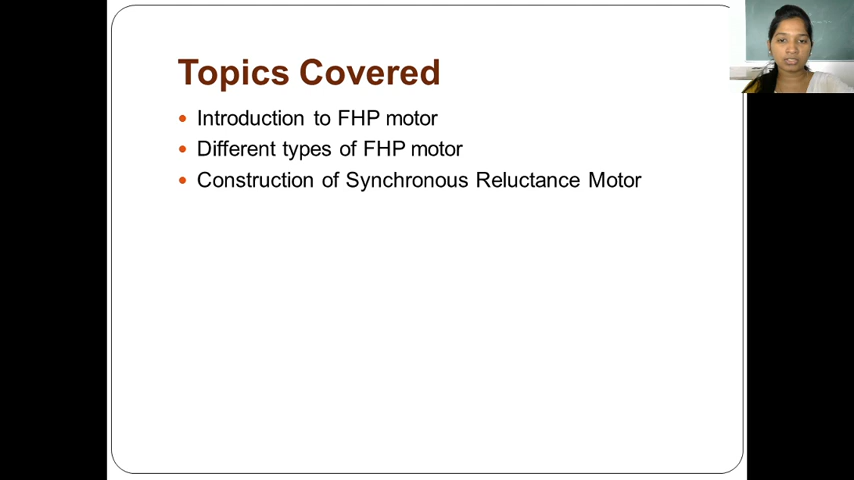 Topics Covered
Introduction to FHP motor
Different types of FHP motor
Construction of Synchronous Reluctance Motor